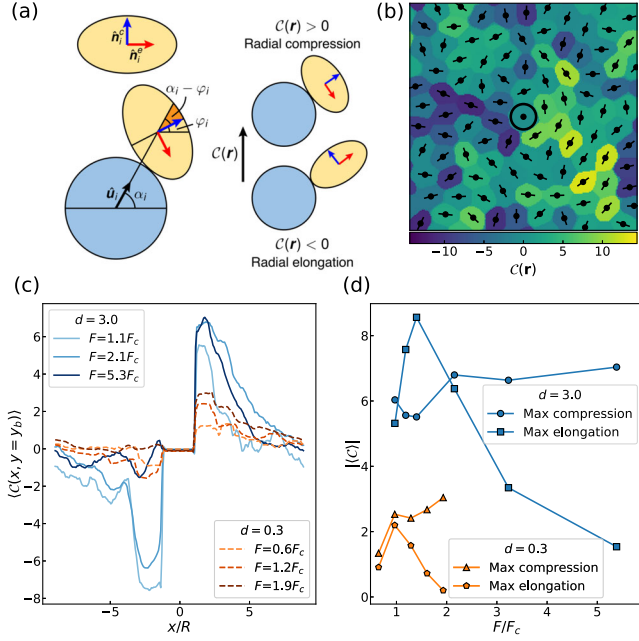 (a)
n̂ᵢᶜ
n̂ᵢᵉ
αᵢ − φᵢ
φᵢ
ûᵢ
αᵢ
C(r) > 0
Radial compression
C(r)
C(r) < 0
Radial elongation
(b)
−10 −5 0 5 10
C(r)
(c)
d = 3.0
F=1.1F_c
F=2.1F_c
F=5.3F_c
d = 0.3
F=0.6F_c
F=1.2F_c
F=1.9F_c
6
4
2
0
−2
−4
−6
−8
⟨C(x, y = y_b)⟩
−5 0 5
x/R
(d)
8
6
4
2
0
|⟨C⟩|
d = 3.0
Max compression
Max elongation
d = 0.3
Max compression
Max elongation
1 2 3 4 5
F/F_c